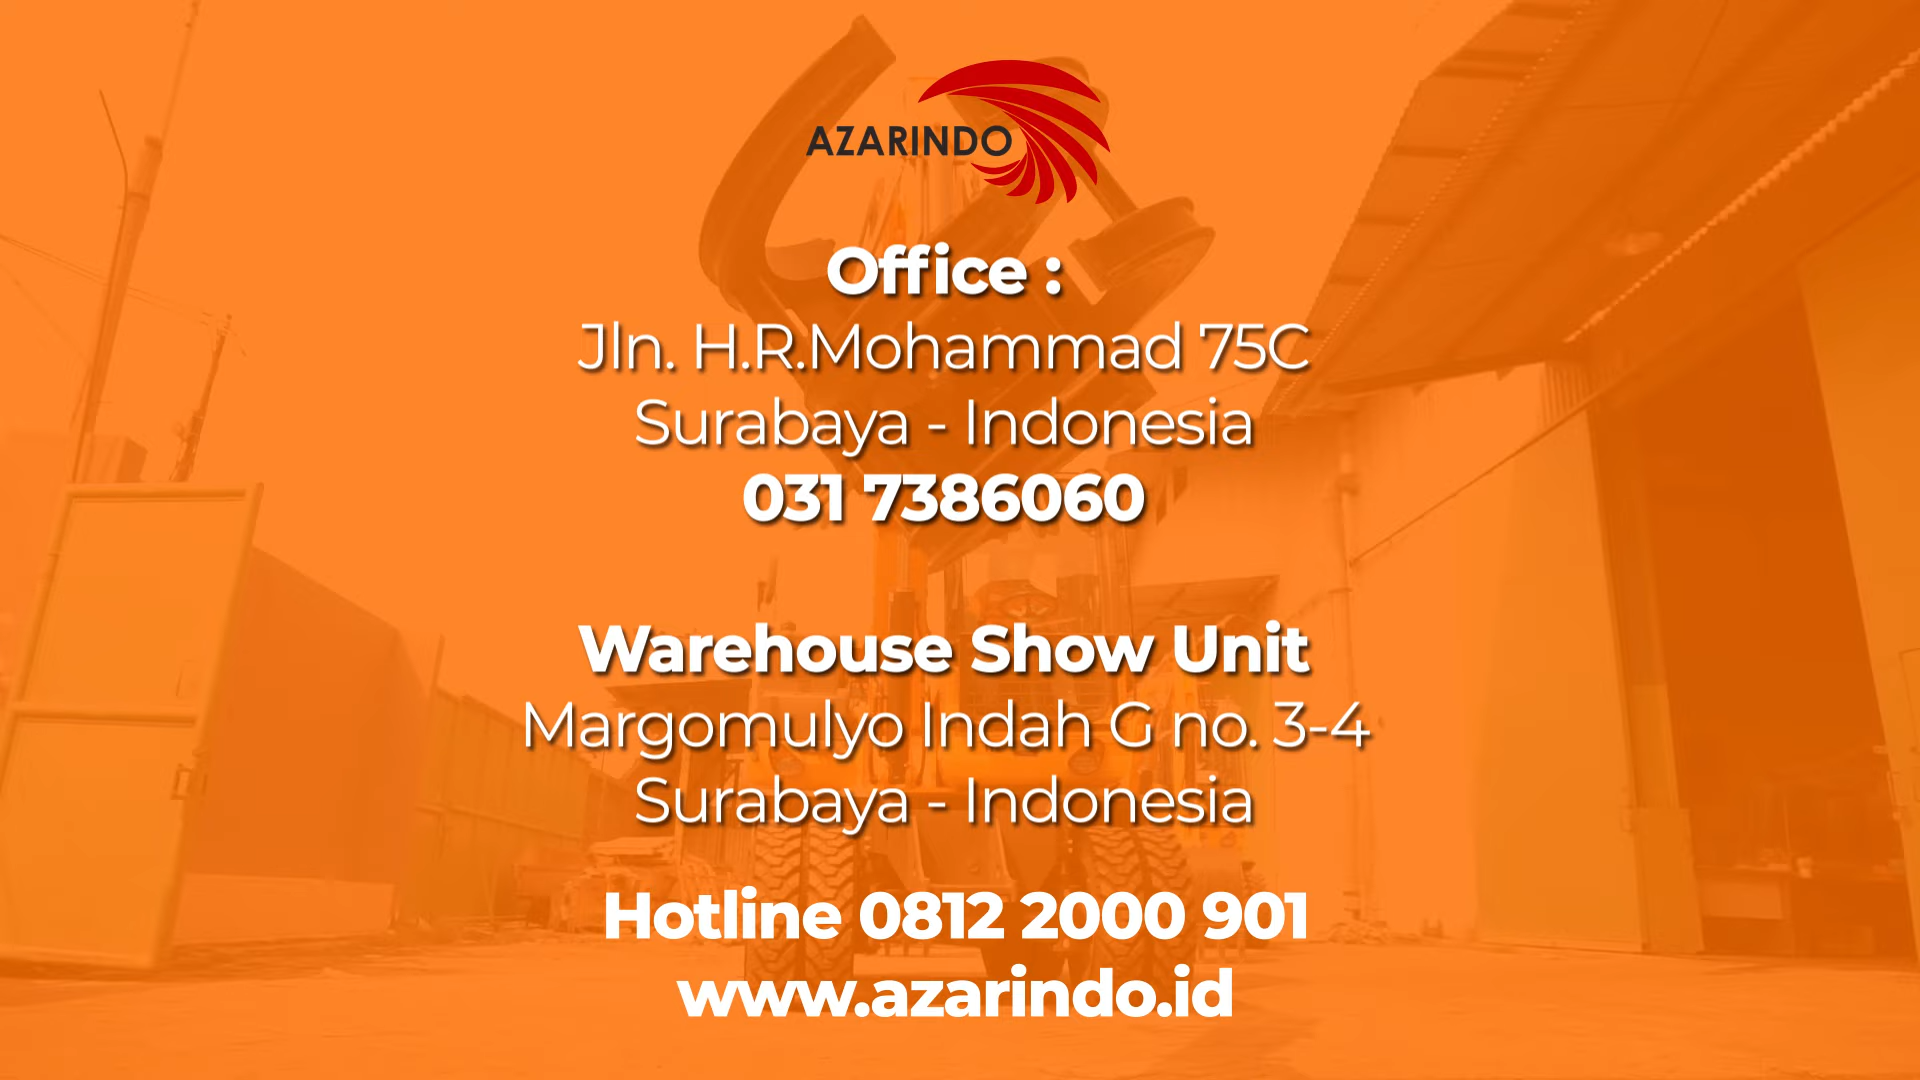 AZARINDO
Office :
Jln. H.R.Mohammad 75C
Surabaya - Indonesia
031 7386060
Warehouse Show Unit
Margomulyo Indah G no. 3-4
Surabaya - Indonesia
Hotline 0812 2000 901
www.azarindo.id